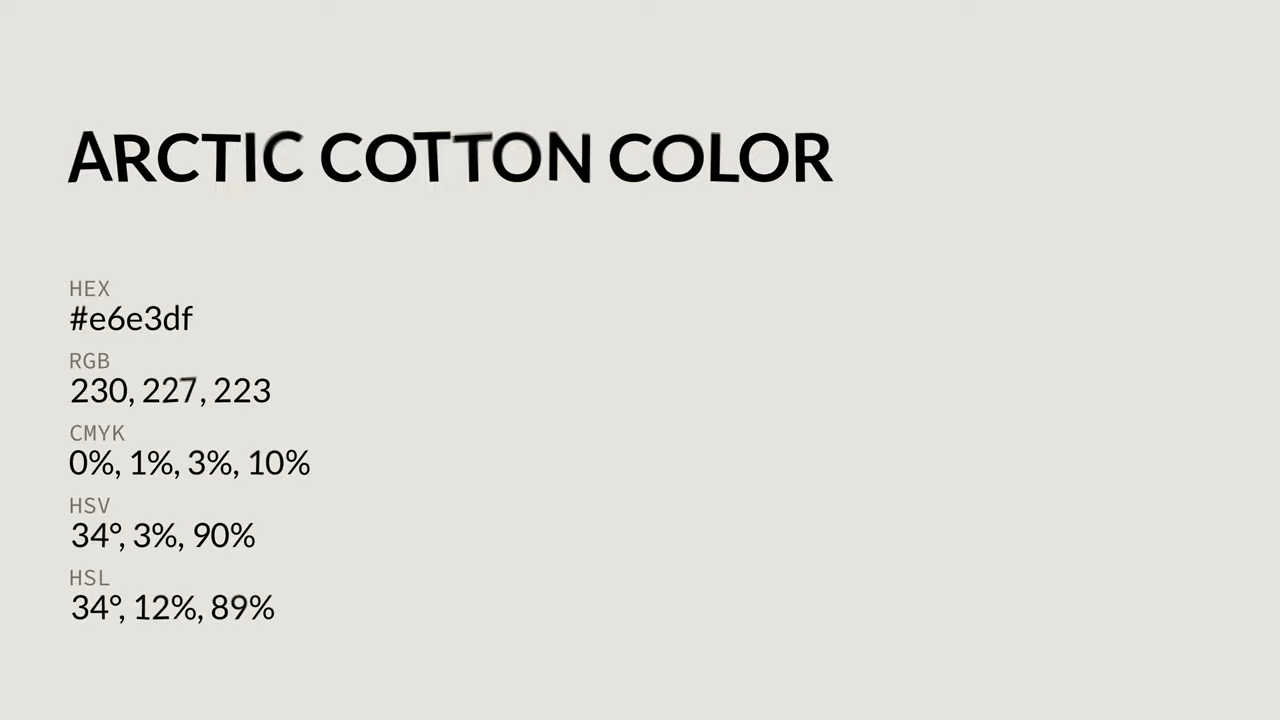 ARCTIC COTTON COLOR
HEX
#e6e3df
RGB
230, 227, 223
CMYK
0%, 1%, 3%, 10%
HSV
34°, 3%, 90%
HSL
34°, 12%, 89%